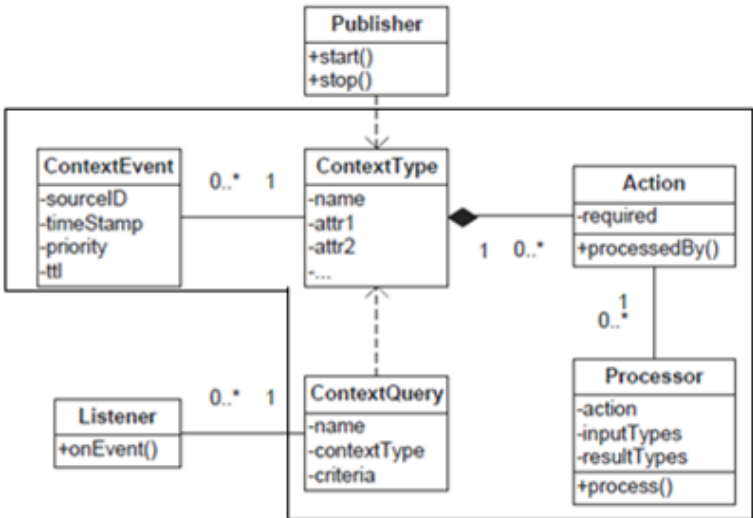 Publisher
+start()
+stop()
ContextEvent
-sourceID
-timeStamp
-priority
-ttl
0..* 1
ContextType
-name
-attr1
-attr2
-...
1 0..*
Action
-required
+processedBy()
1
0..*
Listener
+onEvent()
0..* 1
ContextQuery
-name
-contextType
-criteria
Processor
-action
-inputTypes
-resultTypes
+process()